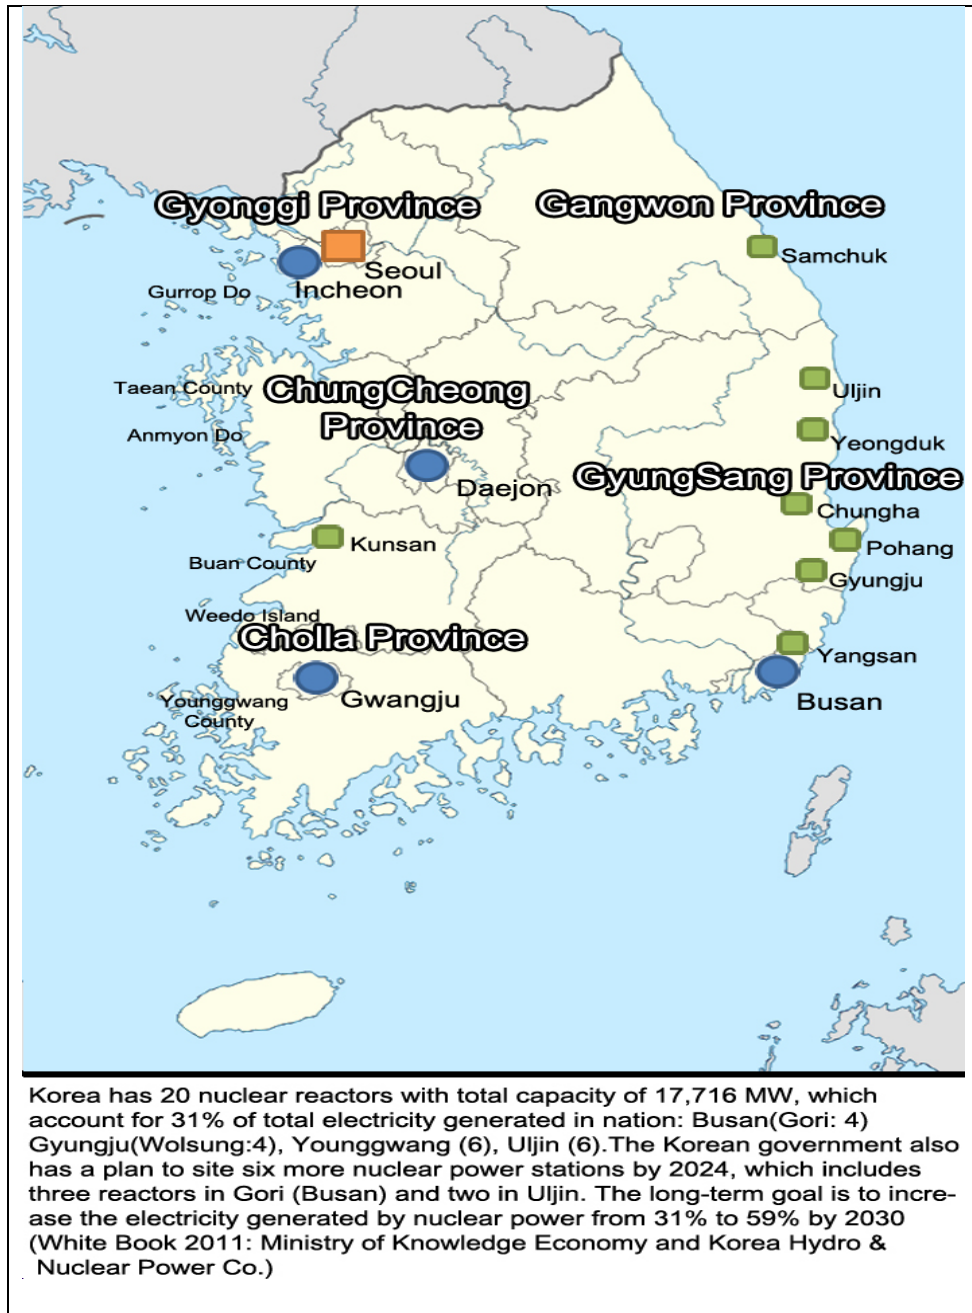 Gyonggi Province
Gangwon Province
Samchuk
Seoul
Incheon
Gurrop Do
Taean County
ChungCheong
Province
Uljin
Anmyon Do
Yeongduk
GyungSang Province
Daejon
Chungha
Kunsan
Pohang
Buan County
Gyungju
Weedo Island
Cholla Province
Yangsan
Gwangju
Younggwang
County
Busan
Korea has 20 nuclear reactors with total capacity of 17,716 MW, which
account for 31% of total electricity generated in nation: Busan(Gori: 4)
Gyungju(Wolsung:4), Younggwang (6), Uljin (6).The Korean government also
has a plan to site six more nuclear power stations by 2024, which includes
three reactors in Gori (Busan) and two in Uljin. The long-term goal is to incre-
ase the electricity generated by nuclear power from 31% to 59% by 2030
(White Book 2011: Ministry of Knowledge Economy and Korea Hydro &
Nuclear Power Co.)